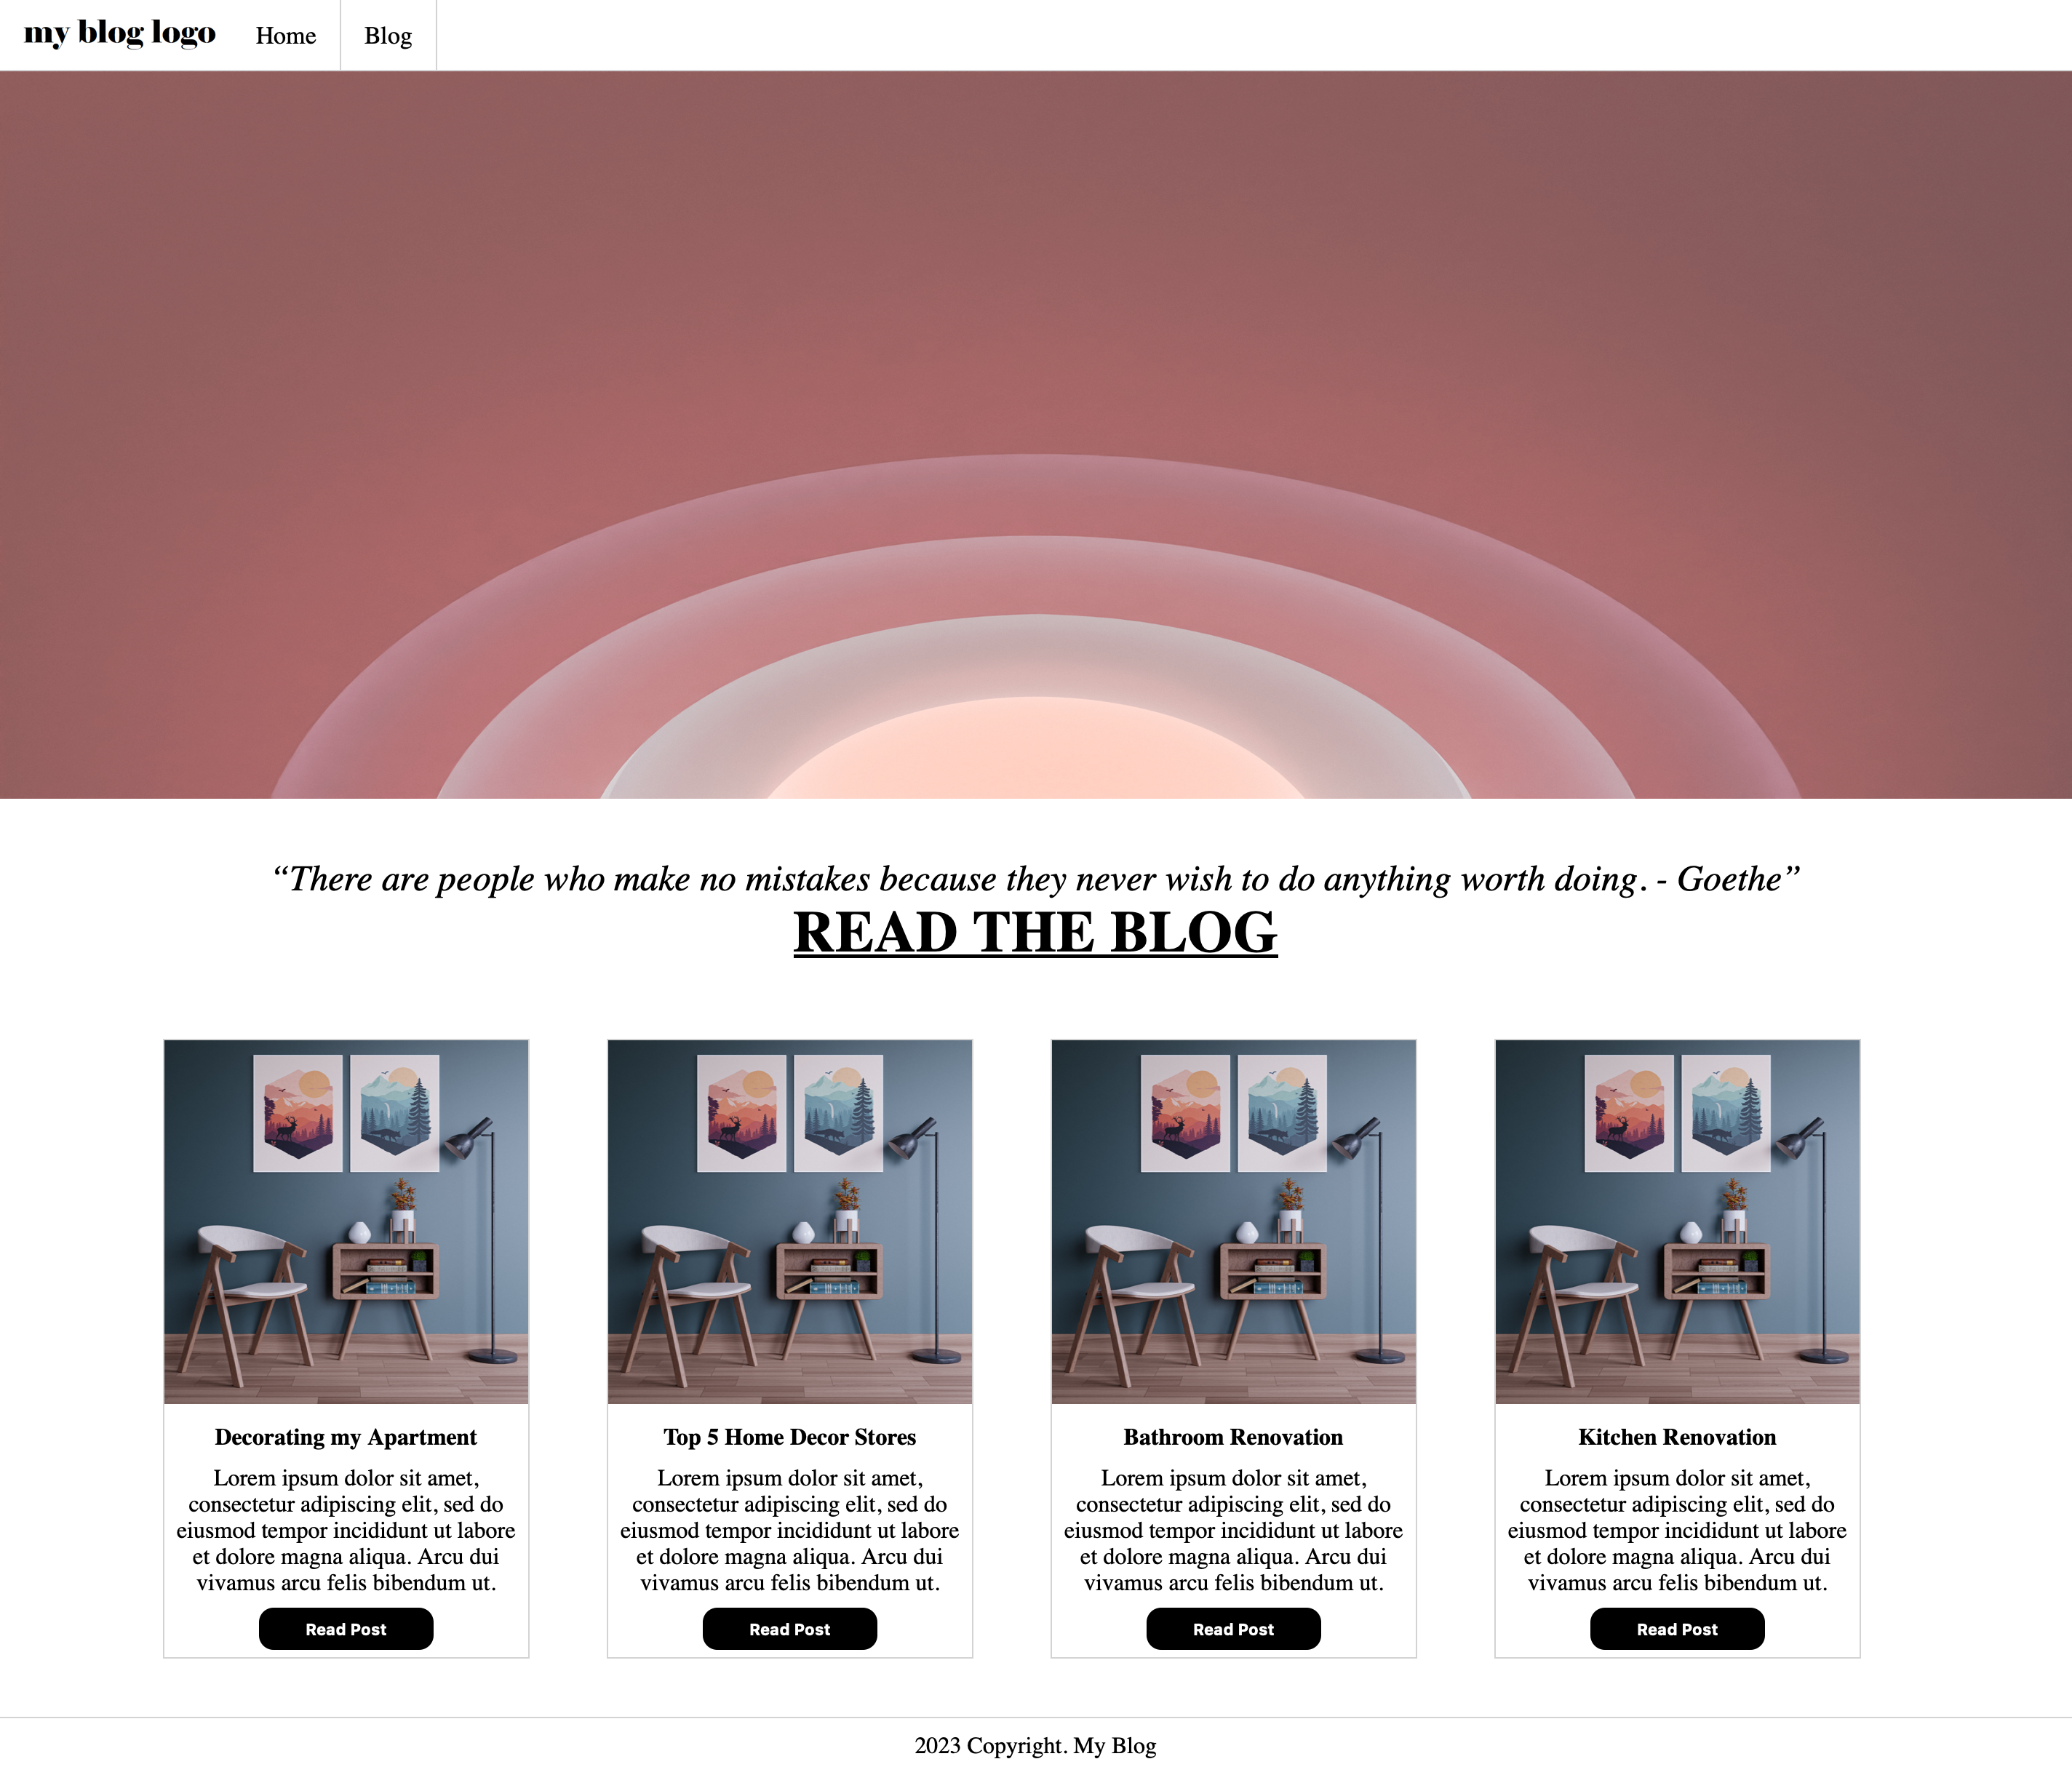 my blog logo
Home
Blog
“There are people who make no mistakes because they never wish to do anything worth doing. - Goethe”
READ THE BLOG
Decorating my Apartment
Lorem ipsum dolor sit amet,
consectetur adipiscing elit, sed do
eiusmod tempor incididunt ut labore
et dolore magna aliqua. Arcu dui
vivamus arcu felis bibendum ut.
Read Post
Top 5 Home Decor Stores
Lorem ipsum dolor sit amet,
consectetur adipiscing elit, sed do
eiusmod tempor incididunt ut labore
et dolore magna aliqua. Arcu dui
vivamus arcu felis bibendum ut.
Read Post
Bathroom Renovation
Lorem ipsum dolor sit amet,
consectetur adipiscing elit, sed do
eiusmod tempor incididunt ut labore
et dolore magna aliqua. Arcu dui
vivamus arcu felis bibendum ut.
Read Post
Kitchen Renovation
Lorem ipsum dolor sit amet,
consectetur adipiscing elit, sed do
eiusmod tempor incididunt ut labore
et dolore magna aliqua. Arcu dui
vivamus arcu felis bibendum ut.
Read Post
2023 Copyright. My Blog